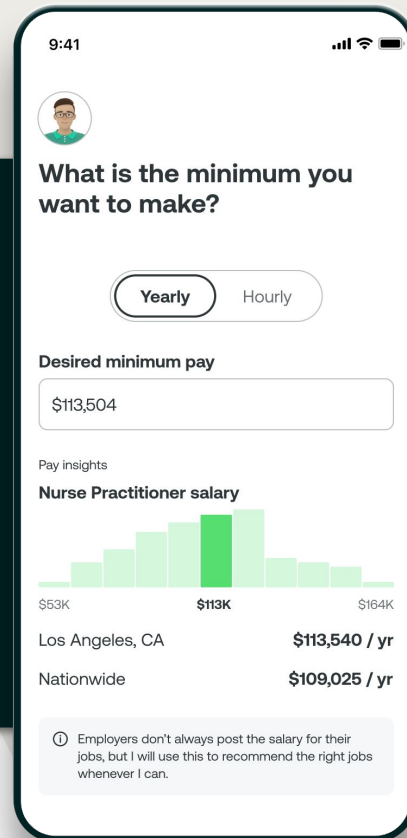 9:41
What is the minimum you
want to make?
Yearly Hourly
Desired minimum pay
$113,504
Pay insights
Nurse Practitioner salary
$53K $113K $164K
Los Angeles, CA $113,540 / yr
Nationwide $109,025 / yr
Employers don't always post the salary for their
jobs, but I will use this to recommend the right jobs
whenever I can.